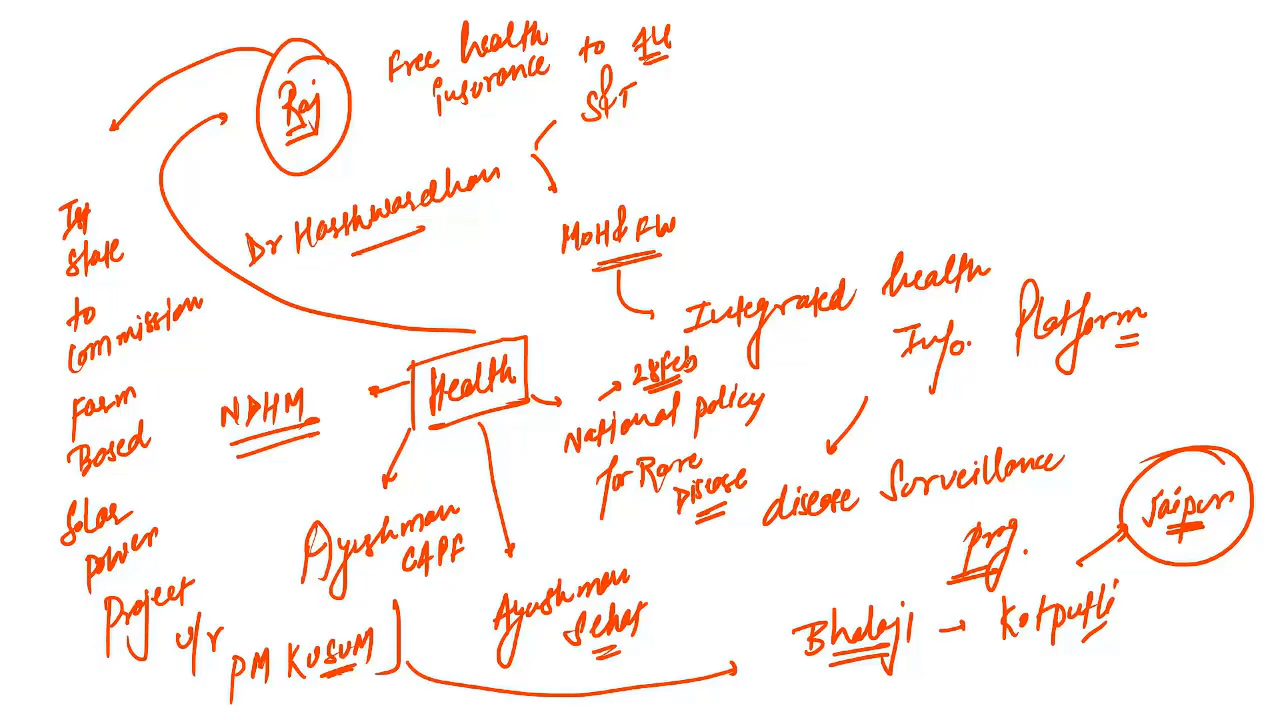 Raj
Free health
insurance to All
S&T
Dr Harshwardhan
MoH&FW
Integrated health
Info. Platform
Ist
state
to
commission
Farm
Based
Solar
power
Project
u/r
PM KUSUM
Health
NDHM
28 Feb
National policy
for Rare
Disease
disease Surveillance
prog.
Ayushman
CAPF
Ayushman
Sehat
Bhaloji
Kotputli
Jaipur